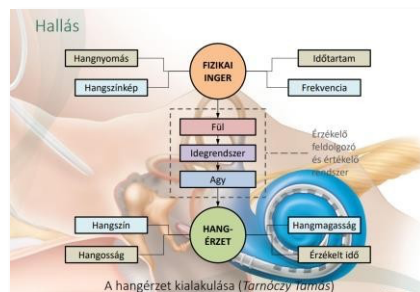 Hallás
Hangnyomás
FIZIKAI
INGER
Időtartam
Hangszínkép
Frekvencia
Fül
Idegrendszer
Agy
Érzékelő
feldolgozó
és értékelő
rendszer
Hangszín
HANG-
ÉRZET
Hangmagasság
Hangosság
Érzékelt idő
A hangérzet kialakulása (Tarnóczy Tamás)